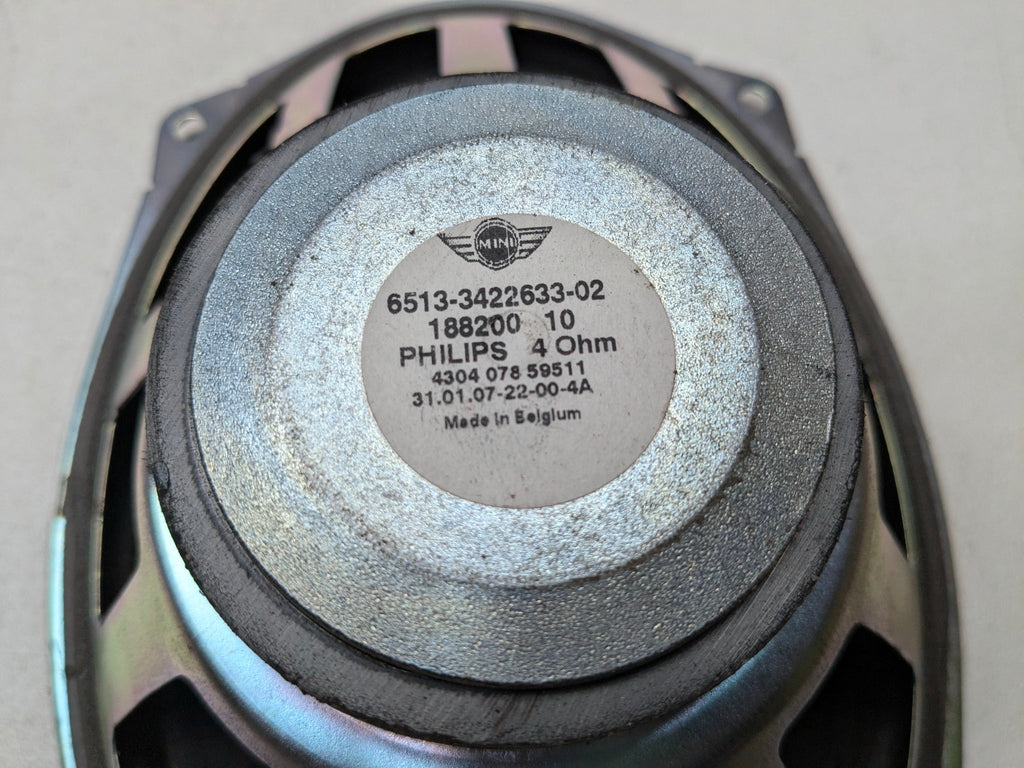 MINI
6513-3422633-02
188200 10
PHILIPS 4 Ohm
4304 078 59511
31.01.07-22-00-4A
Made in Belgium